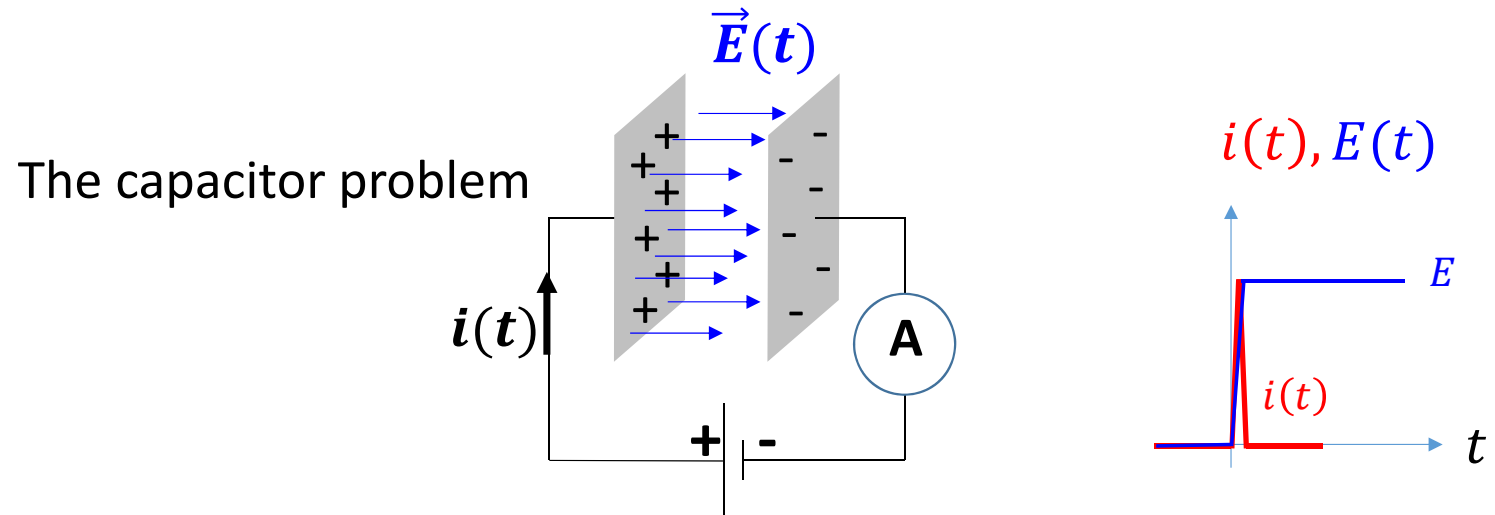 E(t)
The capacitor problem
+ -
+ -
+ -
+ -
+ -
+ -
i(t)
A
+ -
i(t), E(t)
E
i(t)
t